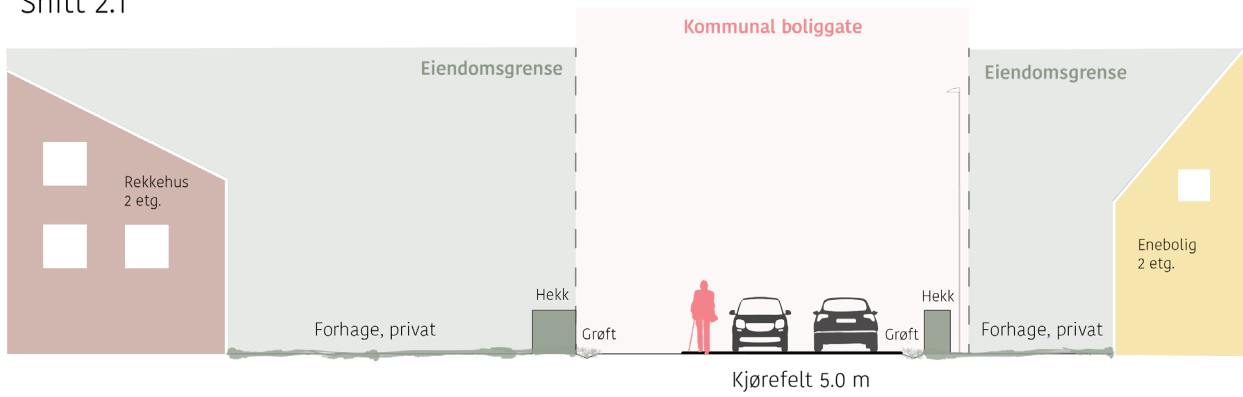 Snitt 2.1
Kommunal boliggate
Eiendomsgrense
Eiendomsgrense
Rekkehus
2 etg.
Enebolig
2 etg.
Hekk
Hekk
Forhage, privat
Grøft
Grøft
Forhage, privat
Kjørefelt 5.0 m